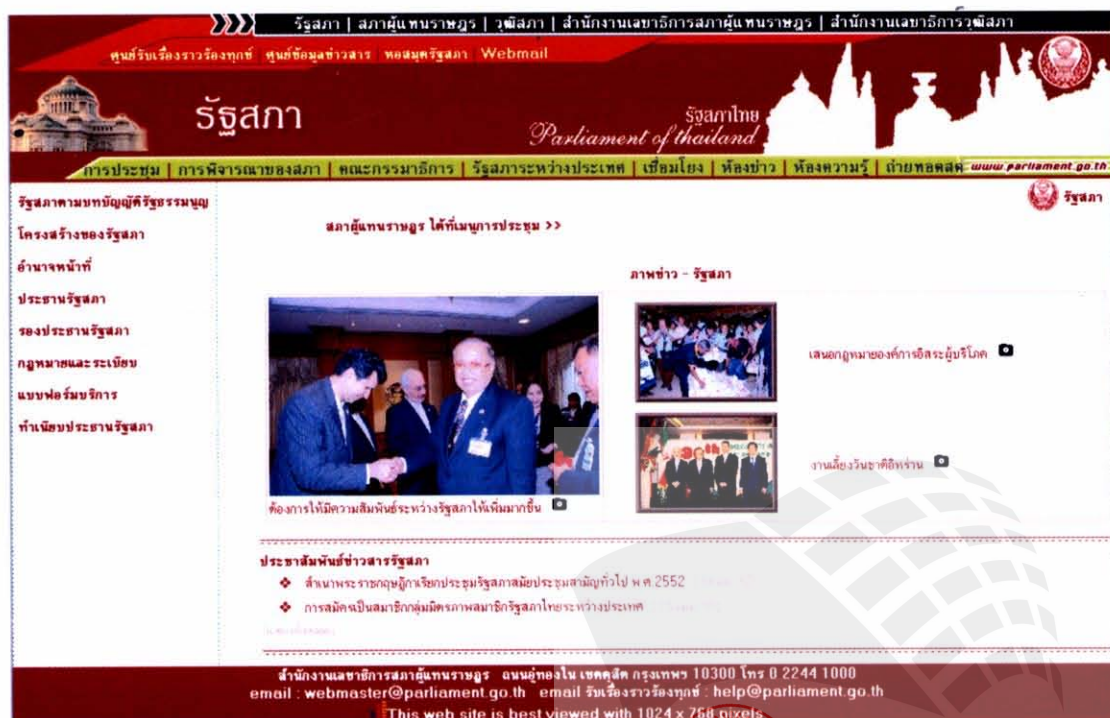 รัฐสภา | สภาผู้แทนราษฎร | วุฒิสภา | สำนักงานเลขาธิการสภาผู้แทนราษฎร | สำนักงานเลขาธิการวุฒิสภา
ศูนย์รับเรื่องราวร้องทุกข์ ศูนย์ข้อมูลข่าวสาร หอสมุดรัฐสภา Webmail
รัฐสภา
รัฐสภาไทย
Parliament of thailand
การประชุม | การพิจารณาของสภา | คณะกรรมาธิการ | รัฐสภาระหว่างประเทศ | เชื่อมโยง | ห้องข่าว | ห้องความรู้ | ถ่ายทอดสด www.parliament.go.th
รัฐสภา
รัฐสภาตามบทบัญญัติรัฐธรรมนูญ
โครงสร้างของรัฐสภา
อำนาจหน้าที่
ประธานรัฐสภา
รองประธานรัฐสภา
กฎหมายและระเบียบ
แบบฟอร์มบริการ
ทำเนียบประธานรัฐสภา
สภาผู้แทนราษฎร ได้ที่เมนูการประชุม >>
ภาพข่าว - รัฐสภา
เสนอกฎหมายองค์การอิสระผู้บริโภค
งานเลี้ยงวันชาติอิหร่าน
ต้องการให้มีความสัมพันธ์ระหว่างรัฐสภาให้เพิ่มมากขึ้น
ประชาสัมพันธ์ข่าวสารรัฐสภา
❖ สำเนาพระราชกฤษฎีกาเรียกประชุมรัฐสภาสมัยประชุมสามัญทั่วไป พ.ศ.2552
❖ การสมัครเป็นสมาชิกกลุ่มมิตรภาพสมาชิกรัฐสภาไทยระหว่างประเทศ
สำนักงานเลขาธิการสภาผู้แทนราษฎร ถนนอู่ทองใน เขตดุสิต กรุงเทพฯ 10300 โทร 0 2244 1000
email : webmaster@parliament.go.th email รับเรื่องราวร้องทุกข์ : help@parliament.go.th
This web site is best viewed with 1024 x 768 pixels